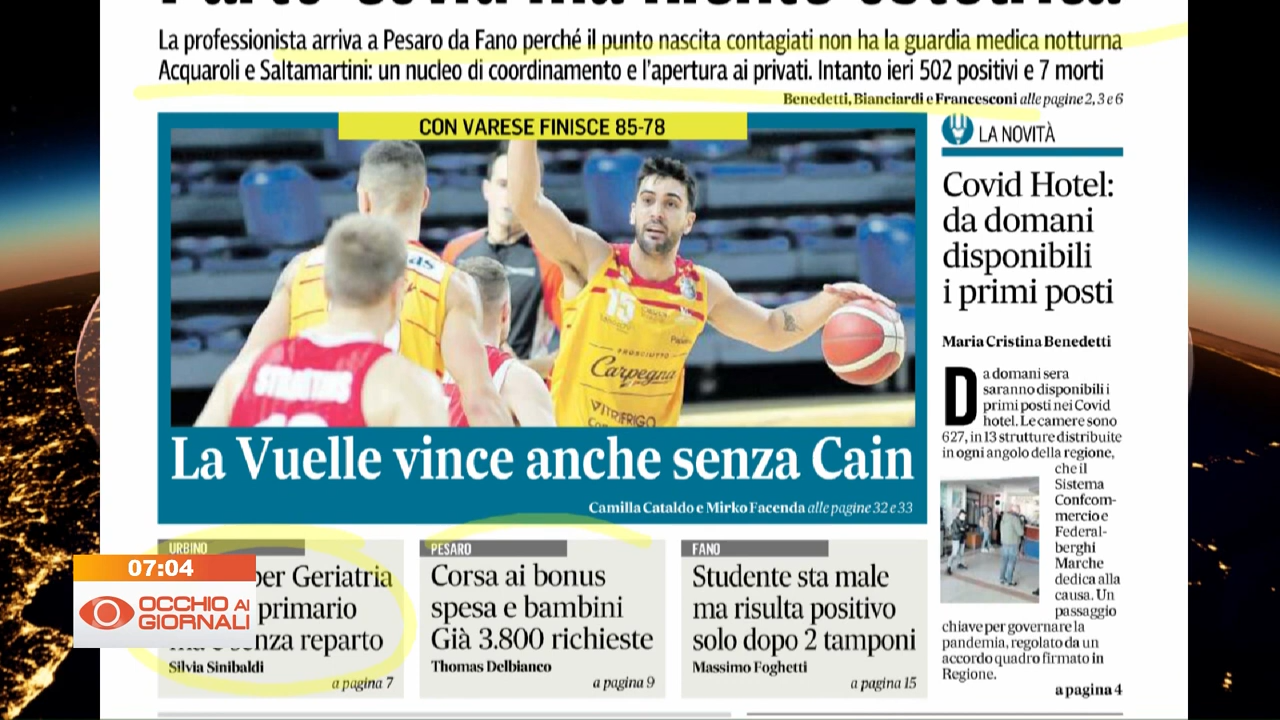 La professionista arriva a Pesaro da Fano perché il punto nascita contagiati non ha la guardia medica notturna
Acquaroli e Saltamartini: un nucleo di coordinamento e l'apertura ai privati. Intanto ieri 502 positivi e 7 morti
Benedetti, Bianciardi e Francesconi alle pagine 2, 3 e 6
CON VARESE FINISCE 85-78
15
Carpegna
VITRIFRIGO
La Vuelle vince anche senza Cain
Camilla Cataldo e Mirko Facenda alle pagine 32 e 33
LA NOVITÀ
Covid Hotel:
da domani
disponibili
i primi posti
Maria Cristina Benedetti
Da domani sera
saranno disponibili i
primi posti nei Covid
hotel. Le camere sono
627, in 13 strutture distribuite
in ogni angolo della regione,
che il
Sistema
Confcom-
mercio e
Federal-
berghi
Marche
dedica alla
causa. Un
passaggio
chiave per governare la
pandemia, regolato da un
accordo quadro firmato in
Regione.
a pagina 4
URBINO
per Geriatria
primario
senza reparto
Silvia Sinibaldi
a pagina 7
PESARO
Corsa ai bonus
spesa e bambini
Già 3.800 richieste
Thomas Delbianco
a pagina 9
FANO
Studente sta male
ma risulta positivo
solo dopo 2 tamponi
Massimo Foghetti
a pagina 15
07:04
OCCHIO AI
GIORNALI